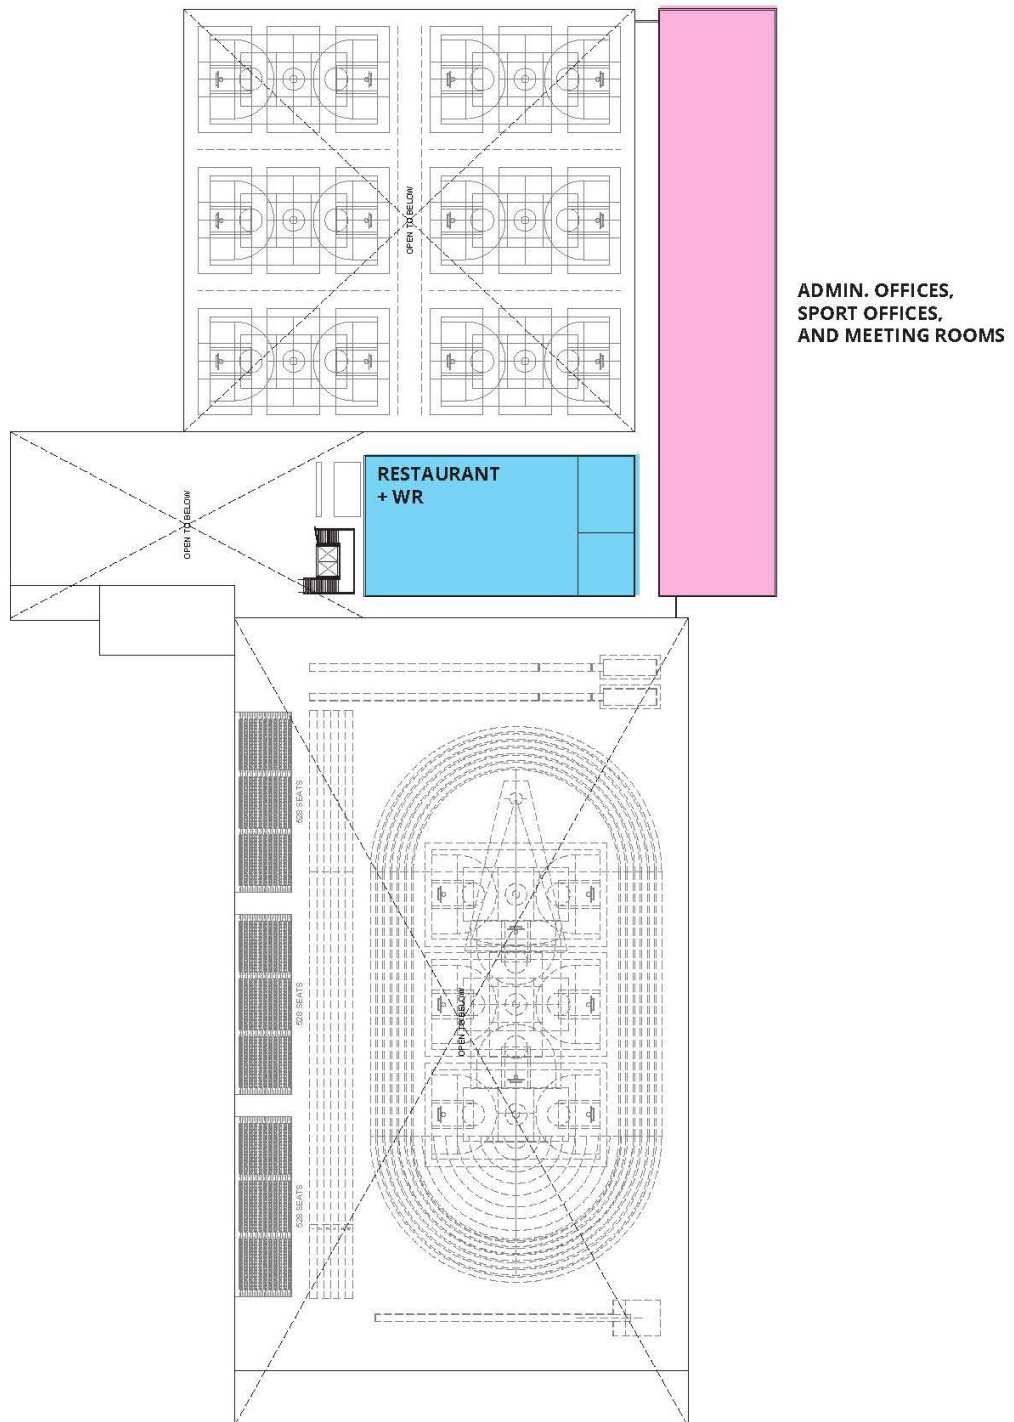 OPEN TO BELOW
ADMIN. OFFICES,
SPORT OFFICES,
AND MEETING ROOMS
RESTAURANT
+ WR
OPEN TO BELOW
528 SEATS
528 SEATS
OPEN TO BELOW
528 SEATS